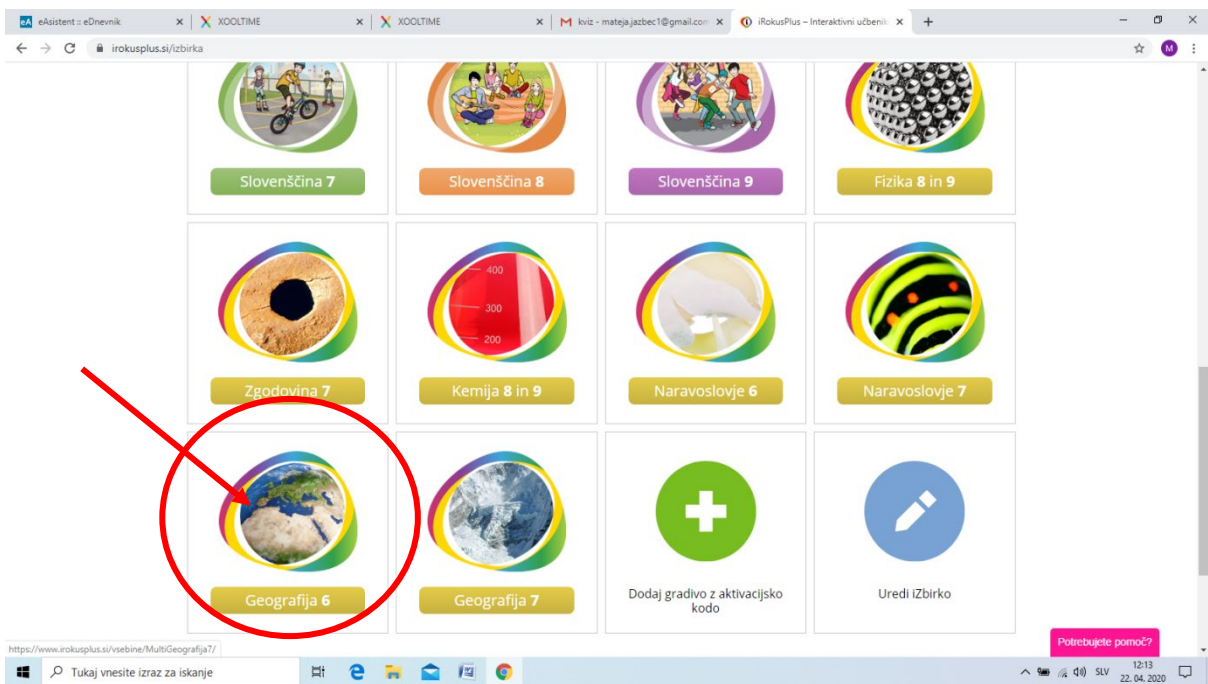 eA eAsistent :: eDnevnik
XOOLTIME
XOOLTIME
kviz - mateja.jazbec1@gmail.com
iRokusPlus – Interaktivni učbenik
irokusplus.si/izbirka
M
Slovenščina 7
Slovenščina 8
Slovenščina 9
Fizika 8 in 9
400
300
200
Zgodovina 7
Kemija 8 in 9
Naravoslovje 6
Naravoslovje 7
Geografija 6
Geografija 7
Dodaj gradivo z aktivacijsko
kodo
Uredi iZbirko
Potrebujete pomoč?
https://www.irokusplus.si/vsebine/MultiGeografija7/
Tukaj vnesite izraz za iskanje
SLV
12:13
22. 04. 2020